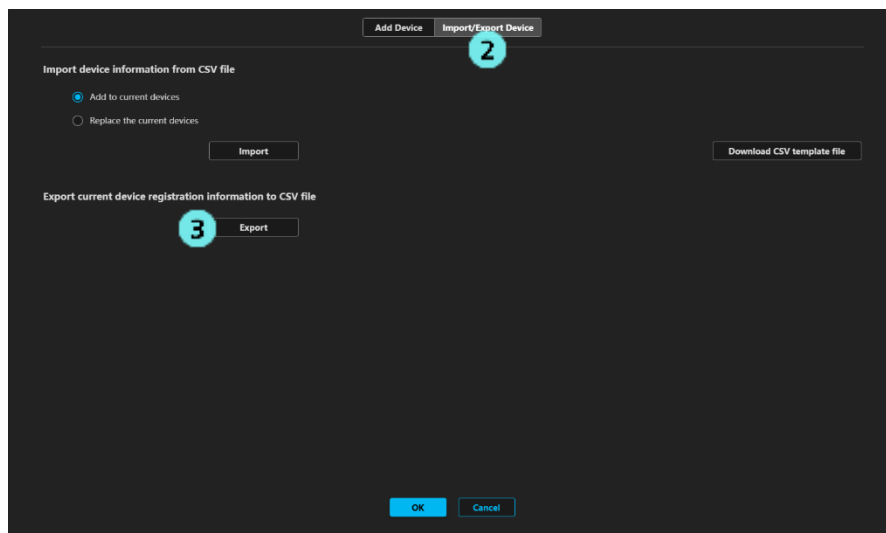 Add Device Import/Export Device
2
Import device information from CSV file
Add to current devices
Replace the current devices
Import Download CSV template file
Export current device registration information to CSV file
3 Export
OK Cancel